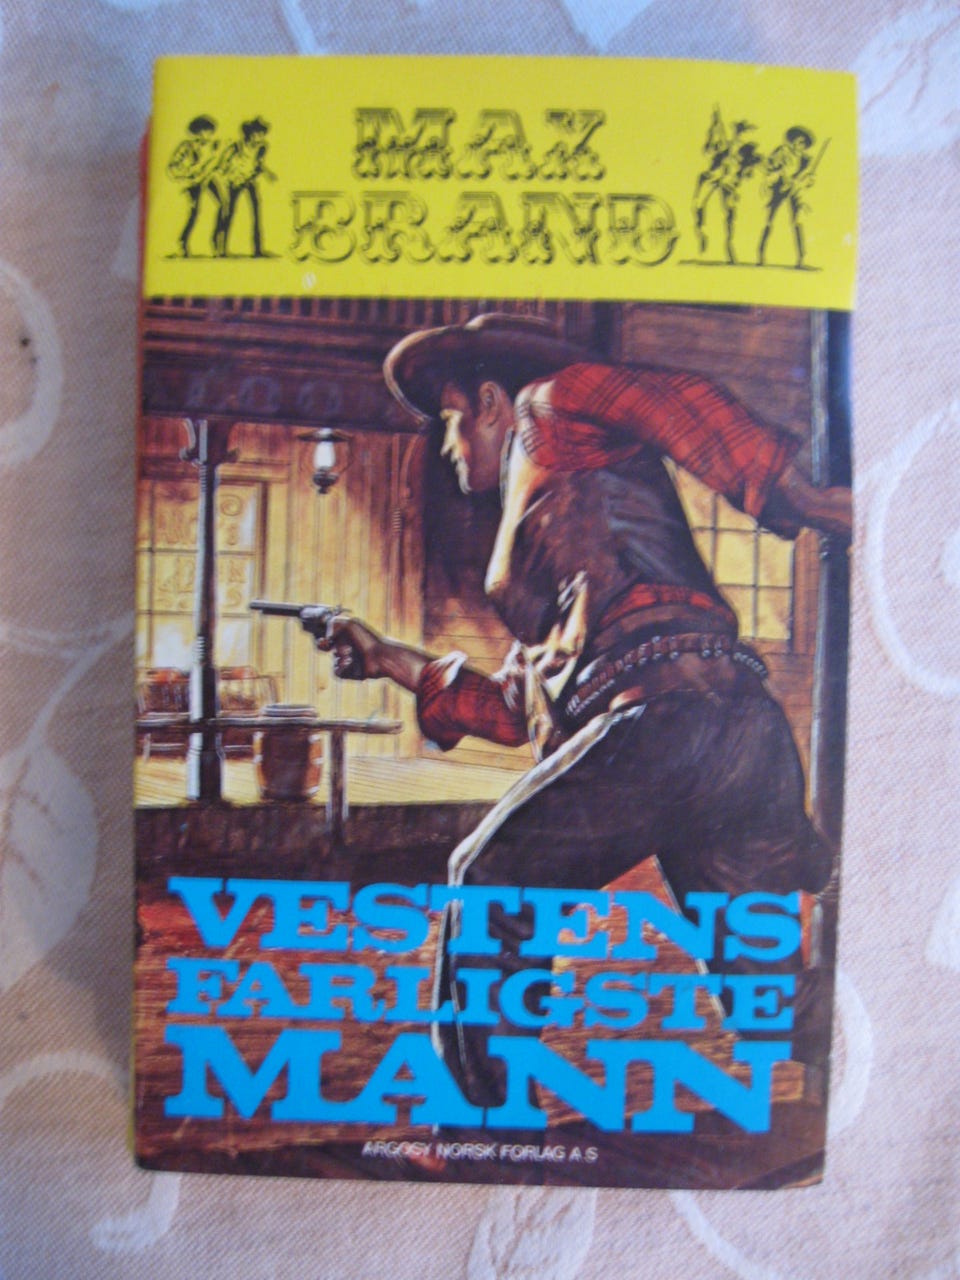 MAX
BRAND
VESTENS
FARLIGSTE
MANN
ARGOSY NORSK FORLAG A.S